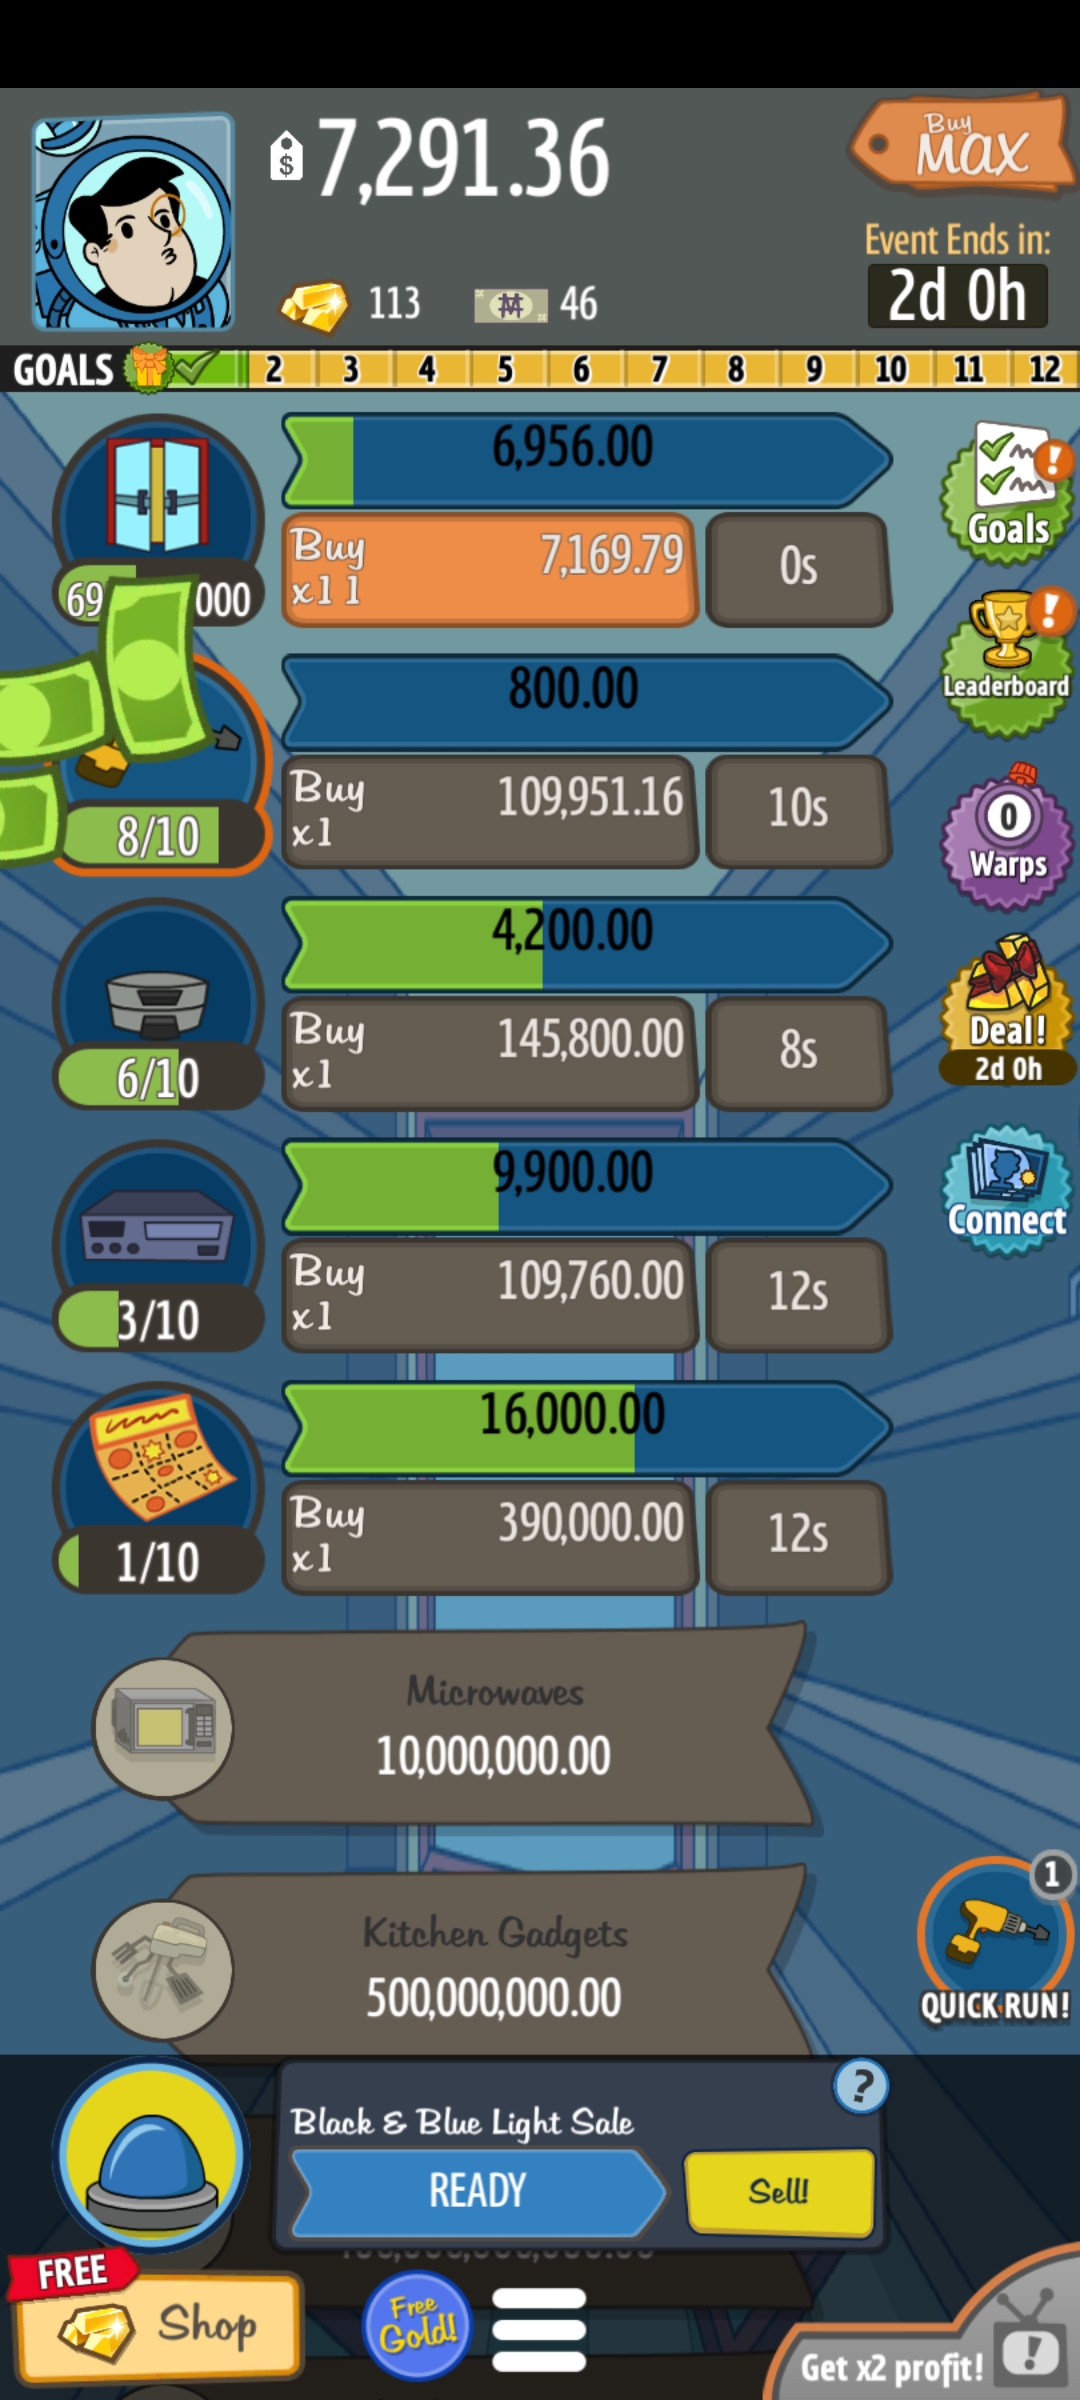 $ 7,291.36
Buy
MAX
Event Ends in:
2d 0h
113
46
GOALS 2 3 4 5 6 7 8 9 10 11 12
6,956.00
Buy 7,169.79
x11
0s
69 000
Goals
!
Leaderboard
!
800.00
Buy 109,951.16
x1
10s
8/10
0
Warps
4,200.00
Buy 145,800.00
x1
8s
6/10
Deal!
2d 0h
9,900.00
Buy 109,760.00
x1
12s
3/10
Connect
16,000.00
Buy 390,000.00
x1
12s
1/10
Microwaves
10,000,000.00
Kitchen Gadgets
500,000,000.00
1
QUICK RUN!
Black & Blue Light Sale
?
READY
Sell!
FREE
Shop
Free
Gold!
Get x2 profit!
!